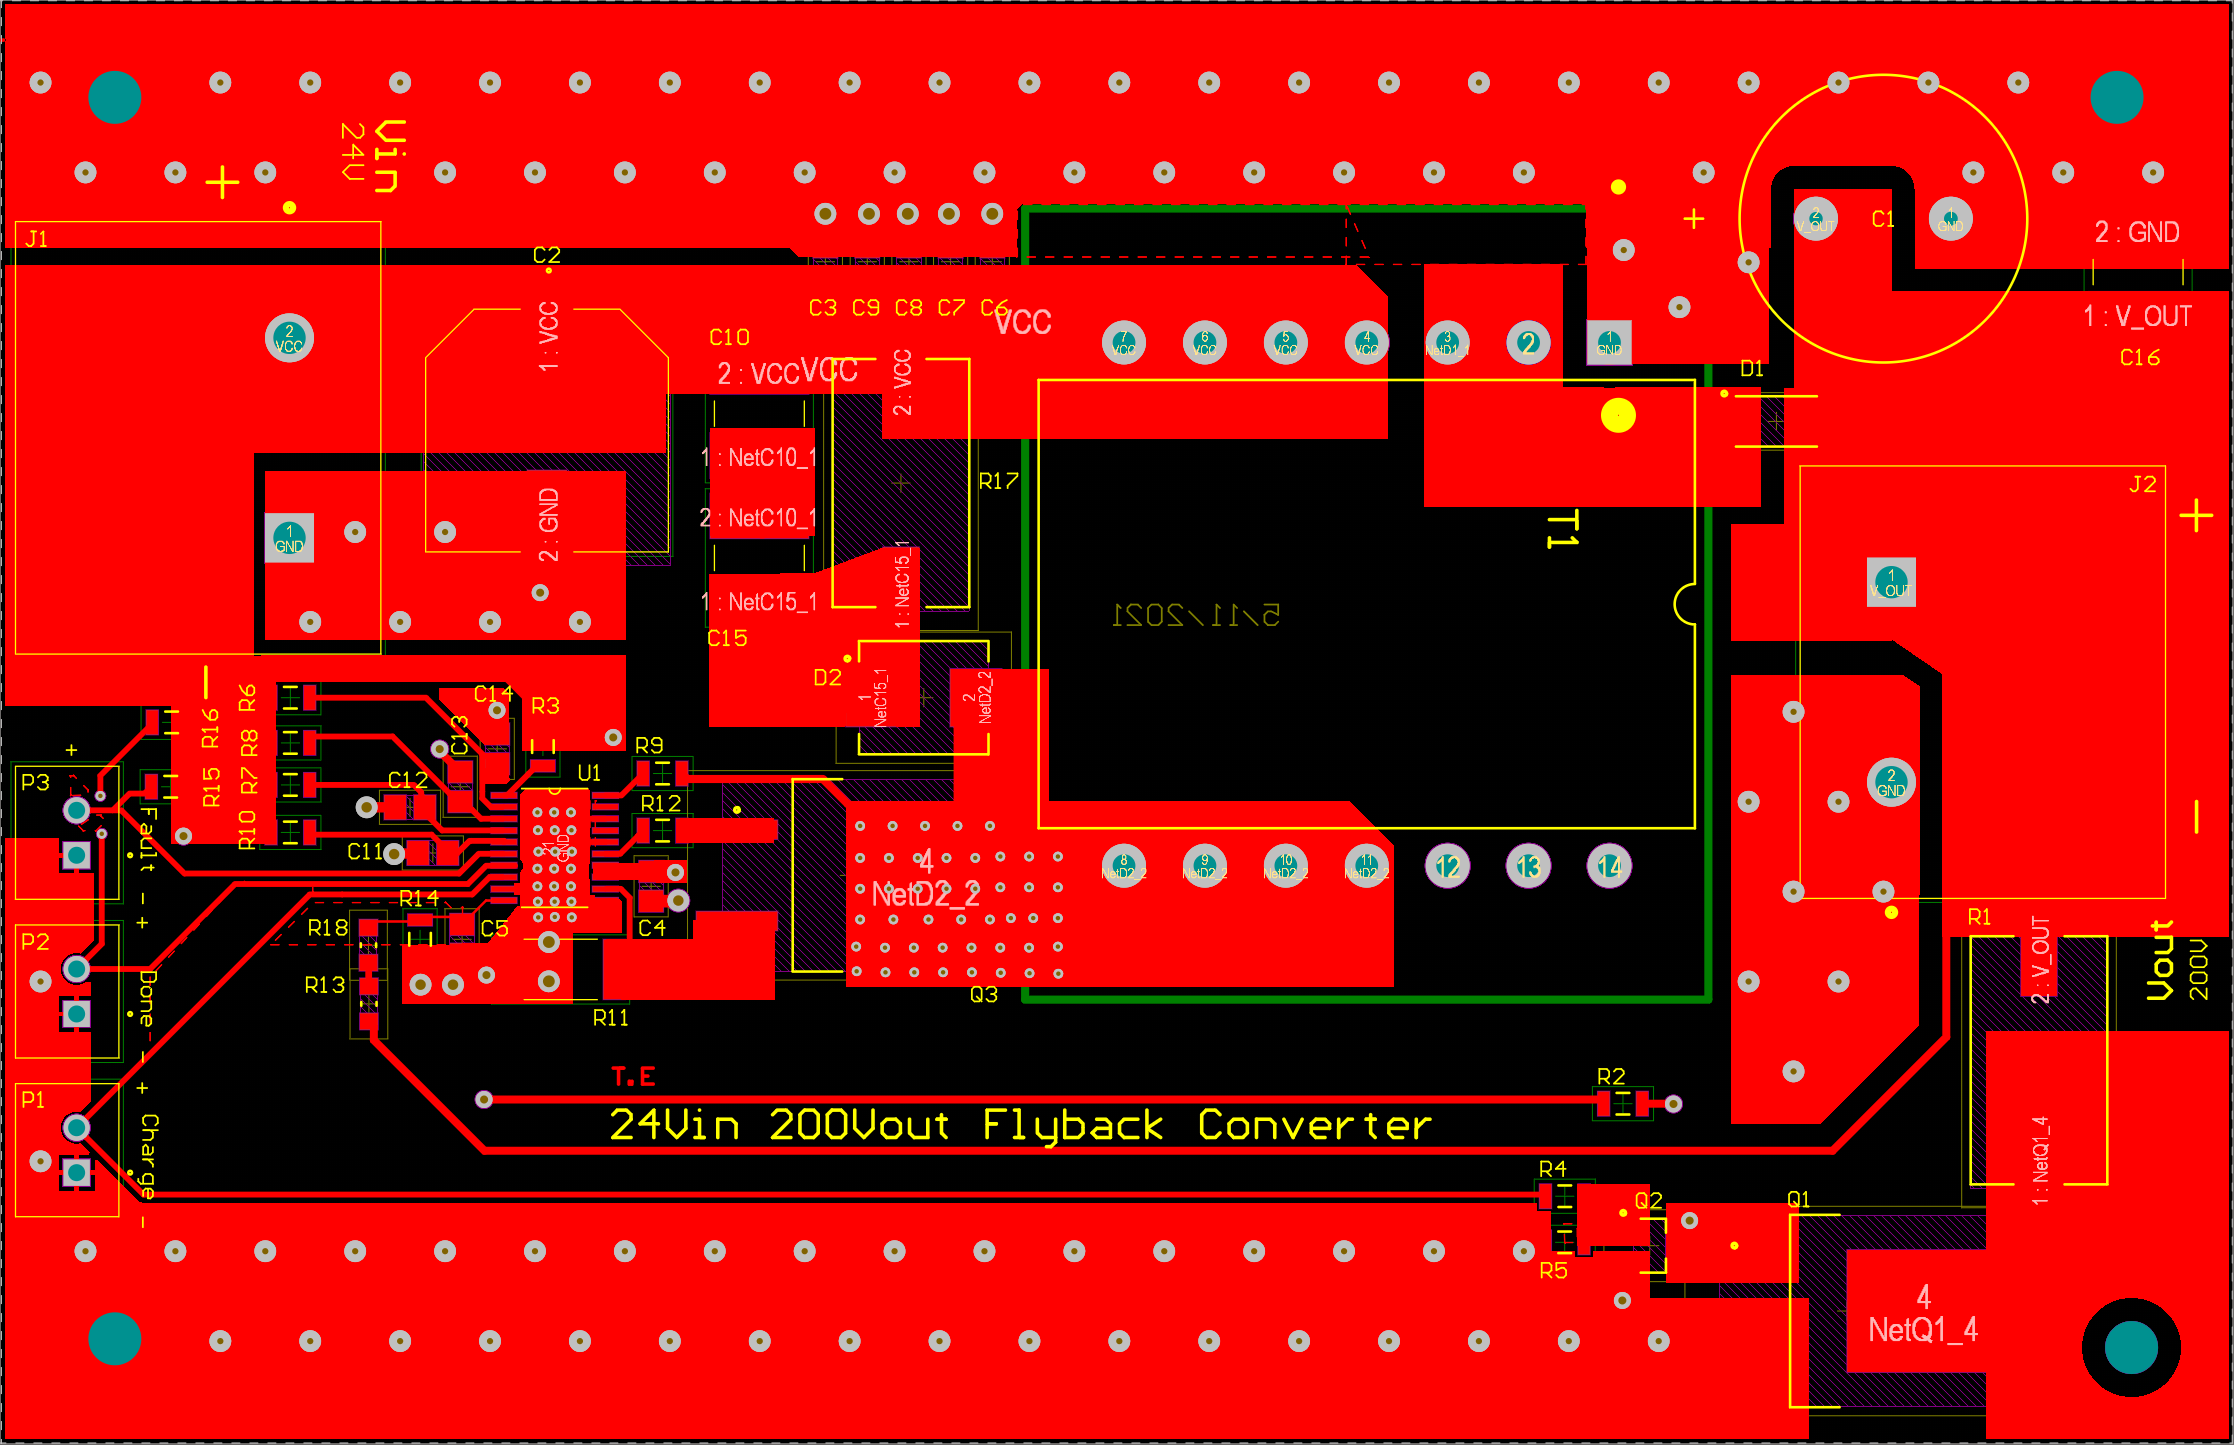 Vin
24V
+
J1
C2
1 : VCC
2
VCC
1
GND
2 : GND
C3 C9 C8 C7 C6
VCC
C10
2 : VCC
VCC
2 : VCC
1 : NetC10_1
2 : NetC10_1
1 : NetC15_1
C15
1 : NetC15_1
R17
D2
1
NetC15_1
2
NetD2_2
7
VCC
6
VCC
5
VCC
4
VCC
3
NetD1_1
2
1
GND
+
2
V_OUT
C1
1
GND
2 : GND
1 : V_OUT
C16
D1
T1
5/11/2021
J2
+
1
V_OUT
2
GND
-
-
R6
R16
R8
R7
R15
R10
C14
C13
R3
C12
C11
U1
R9
R12
21
GND
+
P3
Fault
- +
P2
Done
- +
P1
Charge
-
R14
R18
R13
C5
C4
R11
4
NetD2_2
Q3
8
NetD2_2
9
NetD2_2
10
NetD2_2
11
NetD2_2
12
13
14
R1
2 : V_OUT
Vout
200V
T.E
24Vin 200Vout Flyback Converter
R2
1 : NetQ1_4
R4
Q2
Q1
R5
4
NetQ1_4